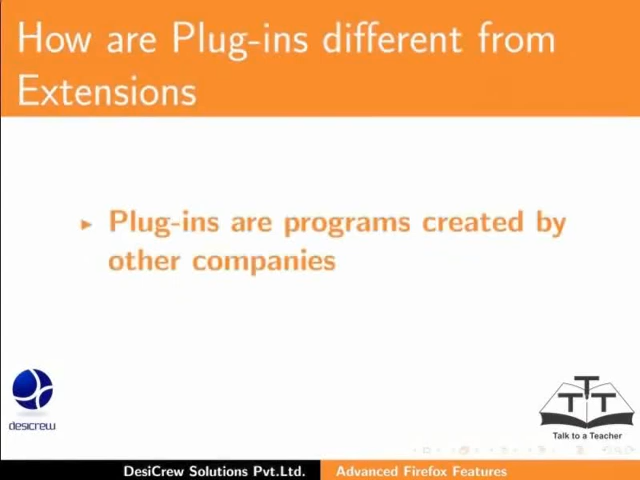 How are Plug-ins different from
Extensions
▸ Plug-ins are programs created by
other companies
desicrew
T T T
Talk to a Teacher
DesiCrew Solutions Pvt.Ltd. Advanced Firefox Features